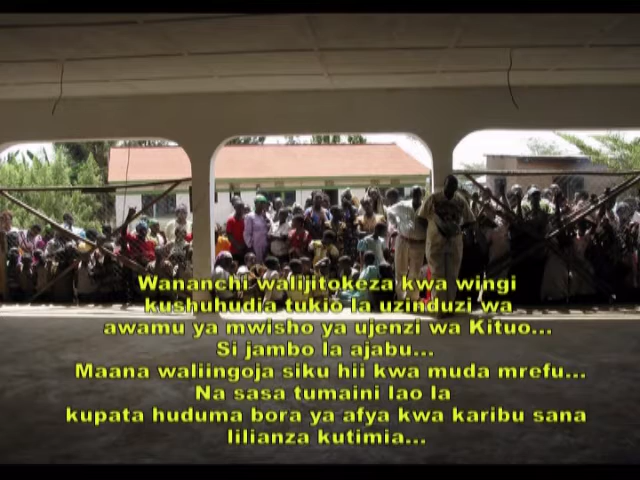 Wananchi walijitokeza kwa wingi
kushuhudia tukio la uzinduzi wa
awamu ya mwisho ya ujenzi wa Kituo...
Si jambo la ajabu...
Maana waliingoja siku hii kwa muda mrefu...
Na sasa tumaini lao la
kupata huduma bora ya afya kwa karibu sana
lilianza kutimia...